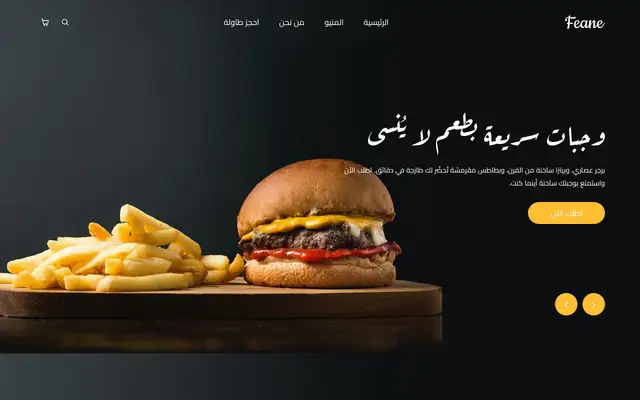 Feane
الرئيسية
المنيو
من نحن
احجز طاولة
وجبات سريعة بطعم لا يُنسى
برجر عصاري، وبيتزا ساخنة من الفرن، وبطاطس مقرمشة تُحضّر لك طازجة في دقائق. اطلب الآن
واستمتع بوجبتك ساخنة أينما كنت.
اطلب الآن